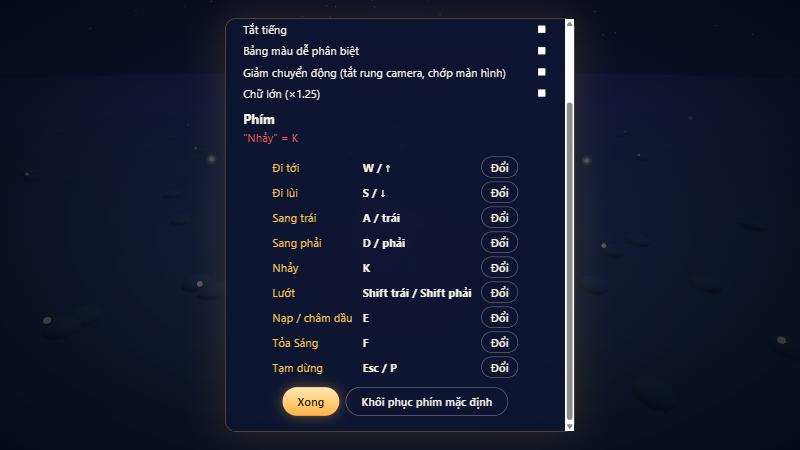 Tắt tiếng
Bảng màu dễ phân biệt
Giảm chuyển động (tắt rung camera, chớp màn hình)
Chữ lớn (×1.25)
Phím
"Nhảy" = K
Đi tới W / ↑ Đổi
Đi lùi S / ↓ Đổi
Sang trái A / trái Đổi
Sang phải D / phải Đổi
Nhảy K Đổi
Lướt Shift trái / Shift phải Đổi
Nạp / châm dầu E Đổi
Tỏa Sáng F Đổi
Tạm dừng Esc / P Đổi
Xong Khôi phục phím mặc định